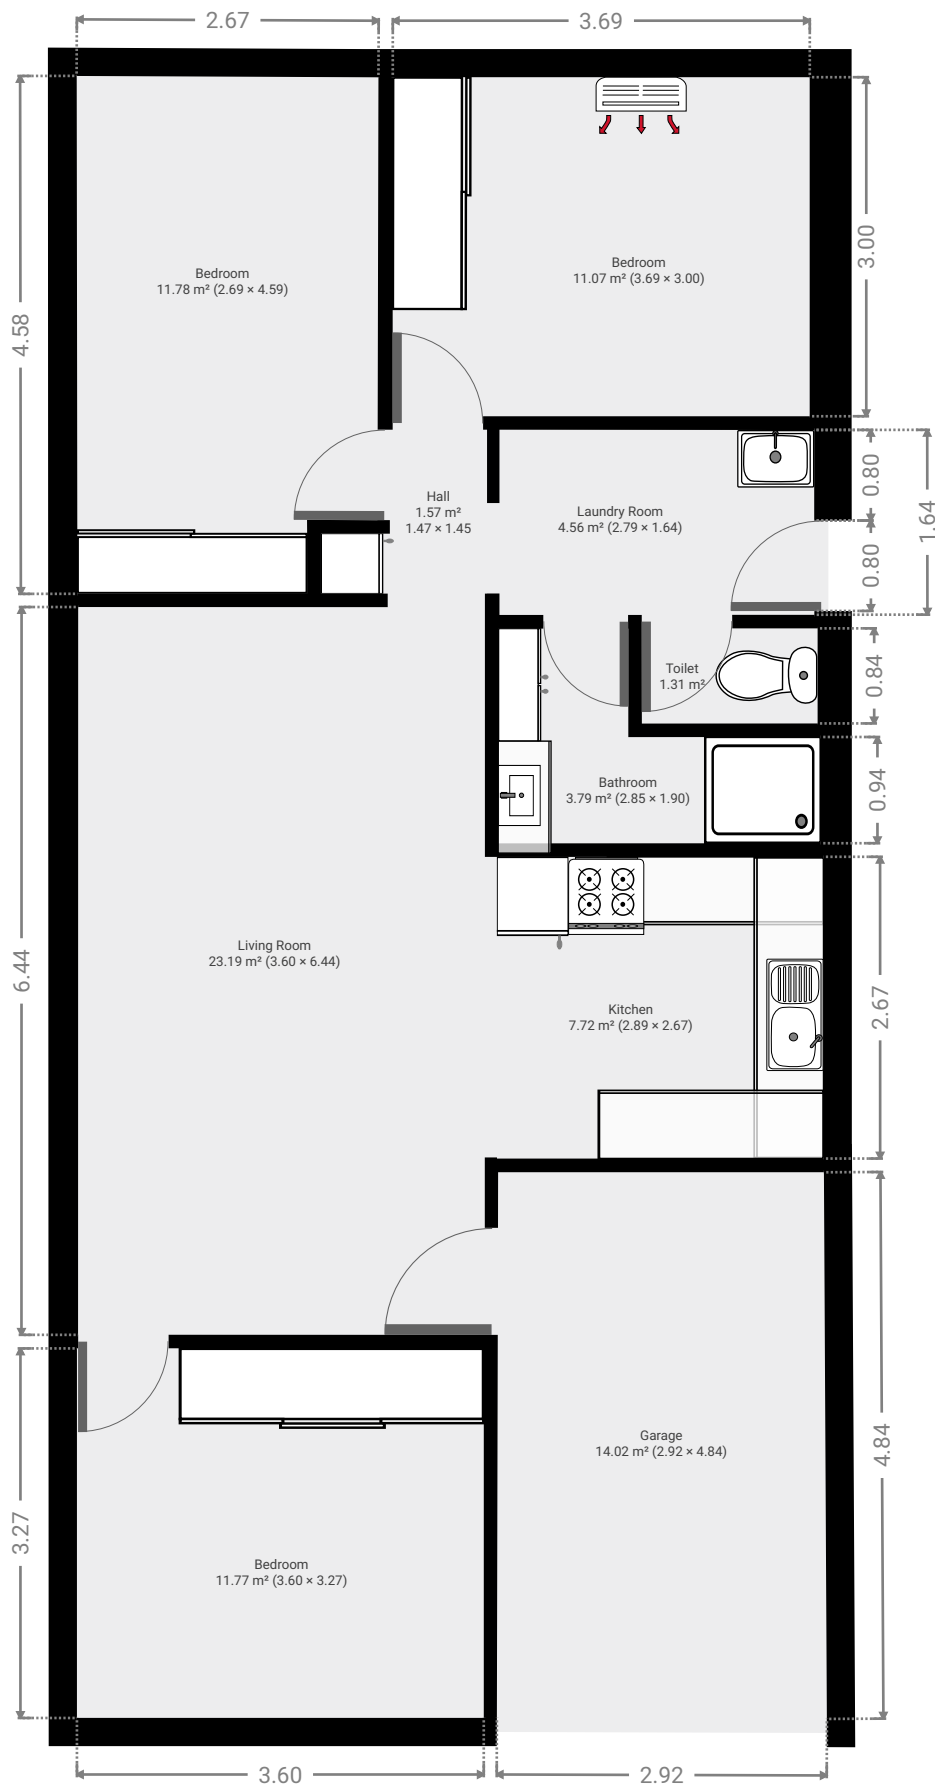 2.67
3.69
4.58
3.00
Bedroom
11.78 m² (2.69 × 4.59)
Bedroom
11.07 m² (3.69 × 3.00)
Hall
1.57 m²
1.47 × 1.45
Laundry Room
4.56 m² (2.79 × 1.64)
0.80
1.64
0.80
Toilet
1.31 m²
0.84
Bathroom
3.79 m² (2.85 × 1.90)
0.94
6.44
Living Room
23.19 m² (3.60 × 6.44)
Kitchen
7.72 m² (2.89 × 2.67)
2.67
Garage
14.02 m² (2.92 × 4.84)
4.84
3.27
Bedroom
11.77 m² (3.60 × 3.27)
3.60
2.92